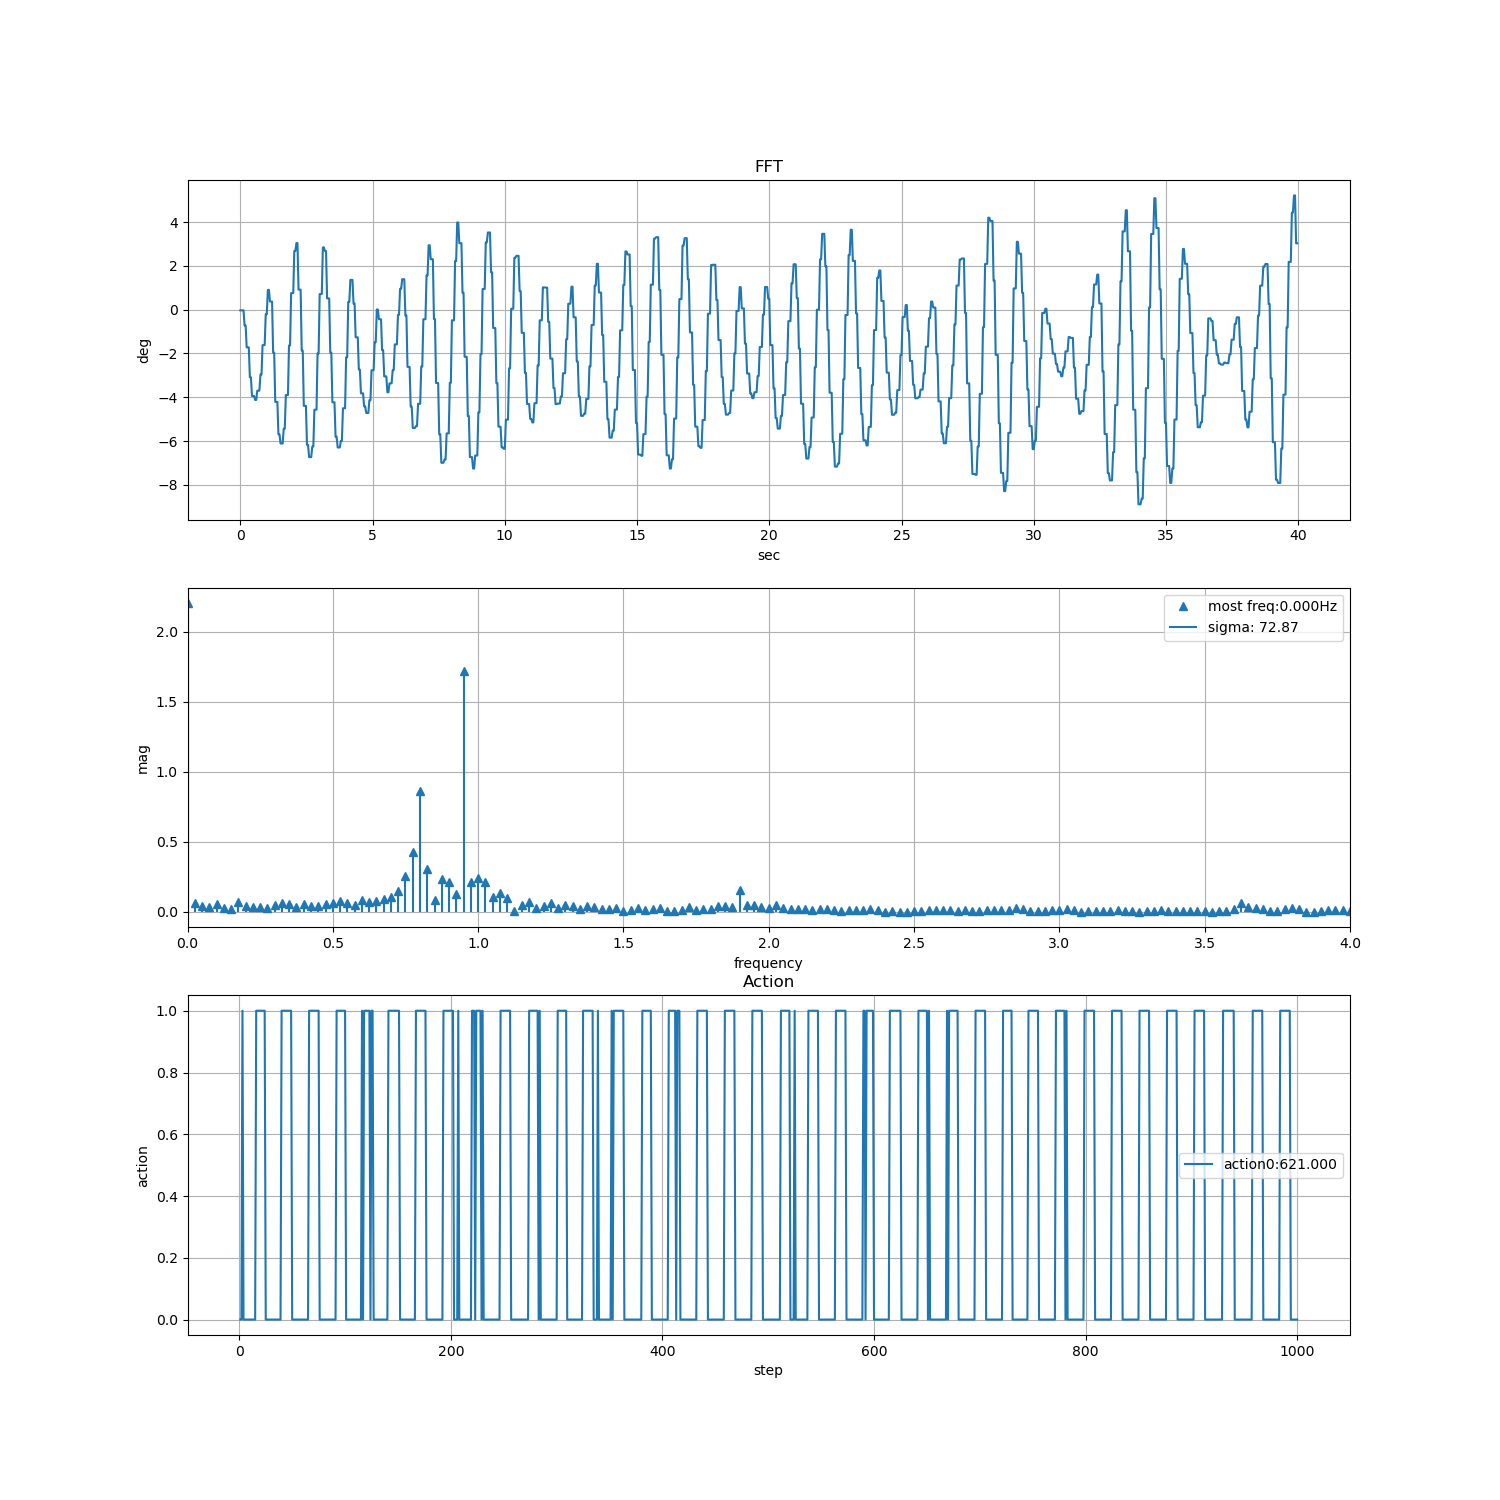 FFT
4
2
0
−2
−4
−6
−8
deg
0 5 10 15 20 25 30 35 40
sec
most freq:0.000Hz
sigma: 72.87
2.0
1.5
1.0
0.5
0.0
mag
0.0 0.5 1.0 1.5 2.0 2.5 3.0 3.5 4.0
frequency
Action
1.0
0.8
0.6
0.4
0.2
0.0
action
action0:621.000
0 200 400 600 800 1000
step